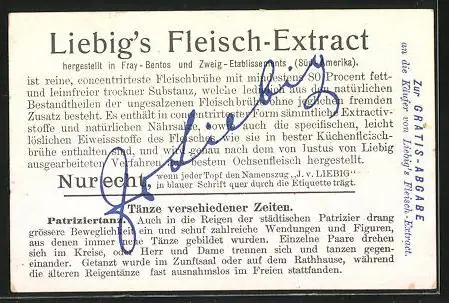 Liebig's Fleisch-Extract
hergestellt in Fray-Bentos und Zweig-Etablissements (Südamerika).
ist reine, concentrirteste Fleischbrühe mit mindestens 80 Procent fett-
und leimfreier trockner Substanz, welche lediglich aus den natürlichen
Bestandtheilen der ungesalzenen Fleischbrühe ohne jeglichen fremden
Zusatz besteht. Es enthält in concentrirtester Form sämmtliche Extractiv-
stoffe und natürlichen Nährsalze, sowie auch die specifischen, leicht
löslichen Eiweissstoffe des Fleisches wie sie in bester Küchenfleisch-
brühe enthalten sind, und wird genau nach dem von Justus von Liebig
ausgearbeiteten Verfahren aus bestem Ochsenfleisch hergestellt.
Nur echt, wenn jeder Topf den Namenszug „J. v. LIEBIG"
in blauer Schrift quer durch die Etiquette trägt.
Tänze verschiedener Zeiten.
Patriziertanz. Auch in die Reigen der städtischen Patrizier drang
grössere Beweglichkeit ein und schuf zahlreiche Wendungen und Figuren,
aus denen immer neue Tänze gebildet wurden. Einzelne Paare drehen
sich im Kreise, oder Herr und Dame trennen sich und tanzen gegen-
einander. Getanzt wurde im Zunftsaal oder auf dem Rathhause, während
die älteren Reigentänze fast ausnahmslos im Freien stattfanden.
JvLiebig
Zur GRATIS-ABGABE
an die Käufer von Liebig's Fleisch-Extract.